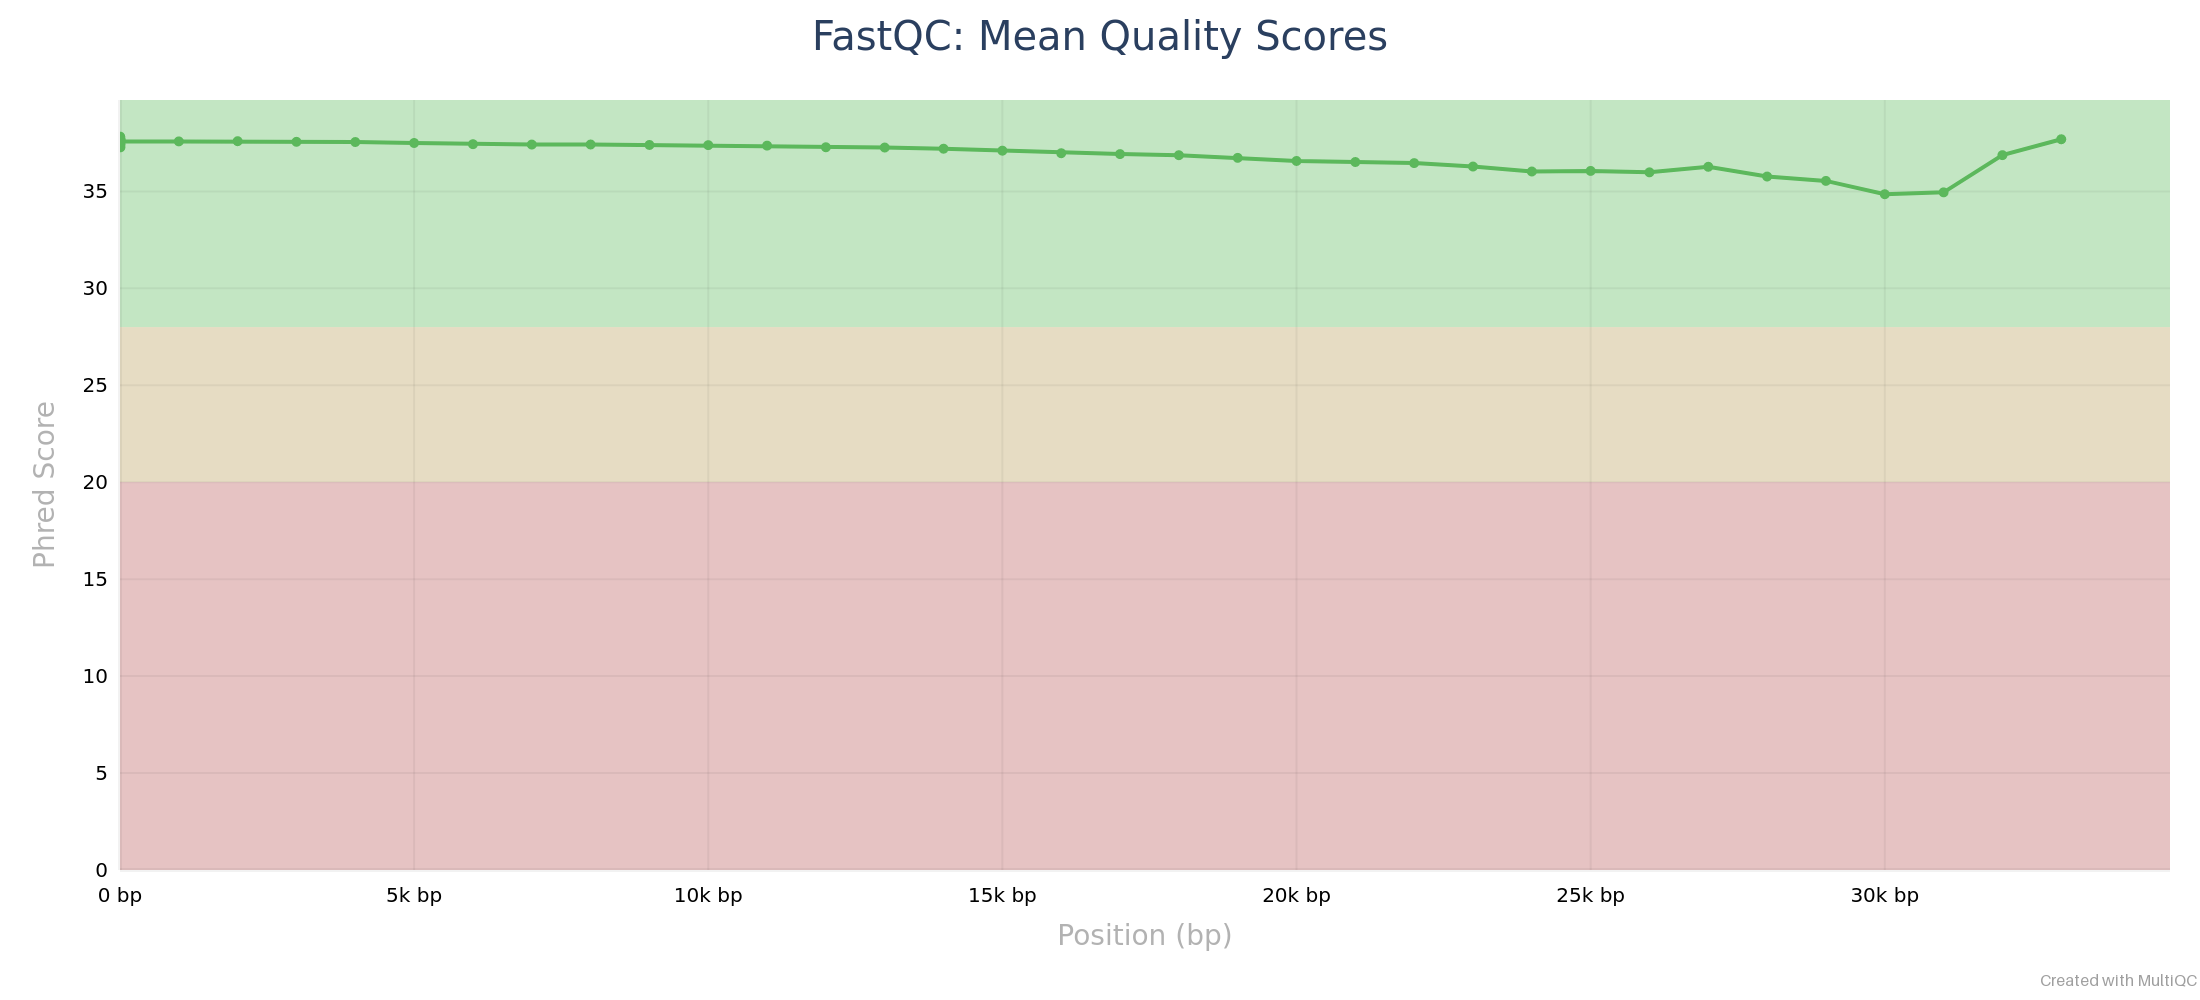 FastQC: Mean Quality Scores
Phred Score
35
30
25
20
15
10
5
0
0 bp 5k bp 10k bp 15k bp 20k bp 25k bp 30k bp
Position (bp)
Created with MultiQC